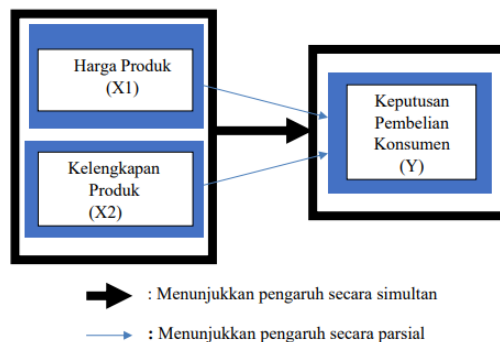 Harga Produk
(X1)
Kelengkapan
Produk
(X2)
Keputusan
Pembelian
Konsumen
(Y)
: Menunjukkan pengaruh secara simultan
: Menunjukkan pengaruh secara parsial